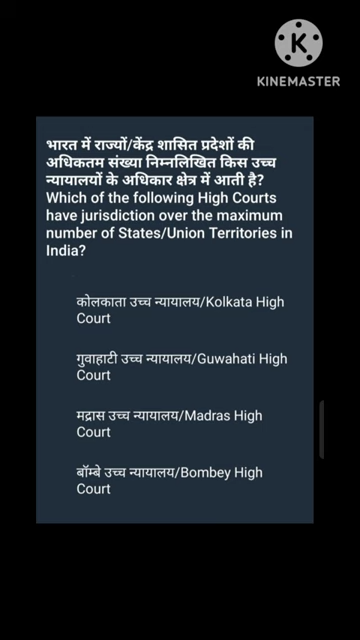 K
KINEMASTER
भारत में राज्यों/केंद्र शासित प्रदेशों की
अधिकतम संख्या निम्नलिखित किस उच्च
न्यायालयों के अधिकार क्षेत्र में आती है?
Which of the following High Courts
have jurisdiction over the maximum
number of States/Union Territories in
India?
कोलकाता उच्च न्यायालय/Kolkata High
Court
गुवाहाटी उच्च न्यायालय/Guwahati High
Court
मद्रास उच्च न्यायालय/Madras High
Court
बॉम्बे उच्च न्यायालय/Bombey High
Court